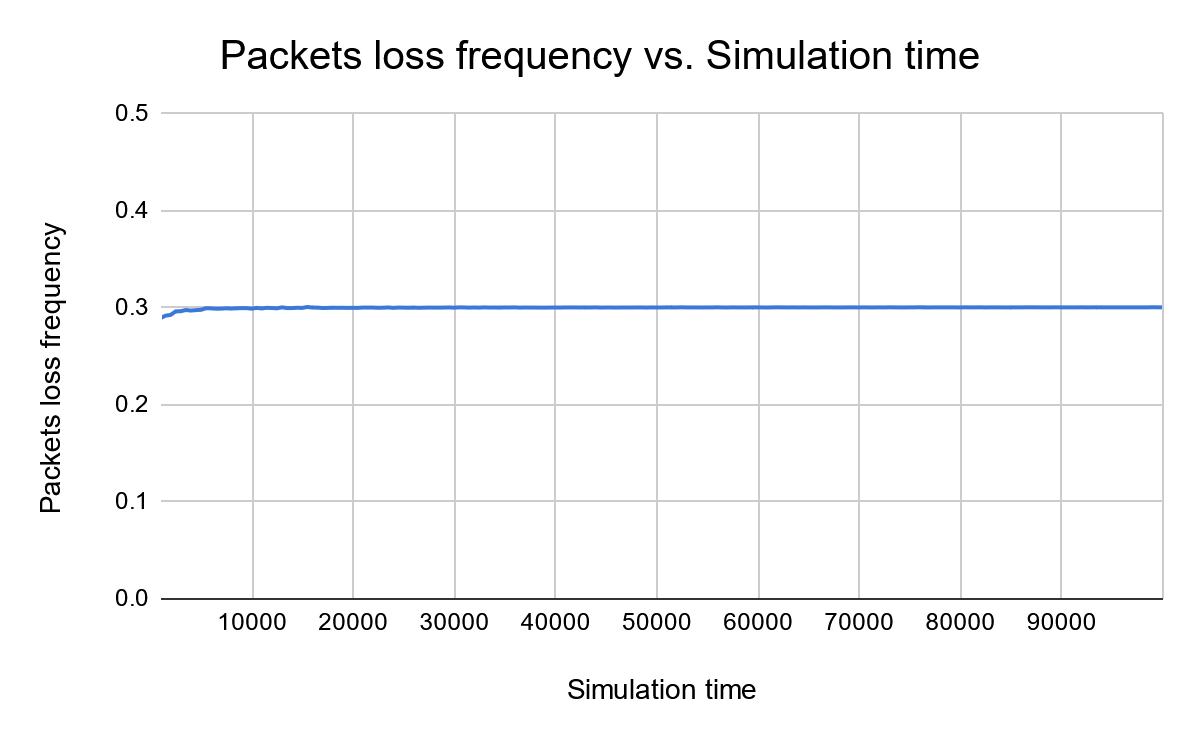 Packets loss frequency vs. Simulation time
Packets loss frequency
0.5
0.4
0.3
0.2
0.1
0.0
10000 20000 30000 40000 50000 60000 70000 80000 90000
Simulation time